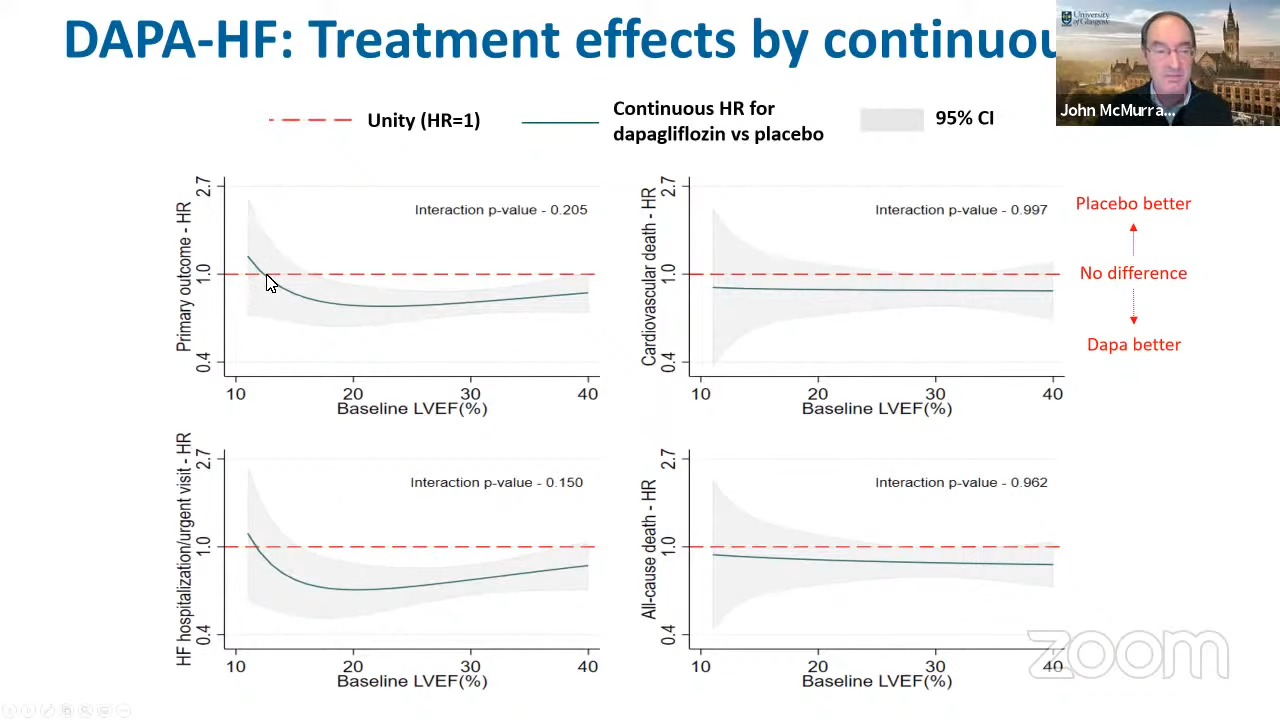 DAPA-HF: Treatment effects by continuou
University
of Glasgow
John McMurra...
Unity (HR=1)
Continuous HR for
dapagliflozin vs placebo
95% CI
Primary outcome - HR
2.7
1.0
0.4
Interaction p-value - 0.205
10 20 30 40
Baseline LVEF(%)
Cardiovascular death - HR
2.7
1.0
0.4
Interaction p-value - 0.997
10 20 30 40
Baseline LVEF(%)
Placebo better
No difference
Dapa better
HF hospitalization/urgent visit - HR
2.7
1.0
0.4
Interaction p-value - 0.150
10 20 30 40
Baseline LVEF(%)
All-cause death - HR
2.7
1.0
0.4
Interaction p-value - 0.962
10 20 30 40
Baseline LVEF(%)
zoom